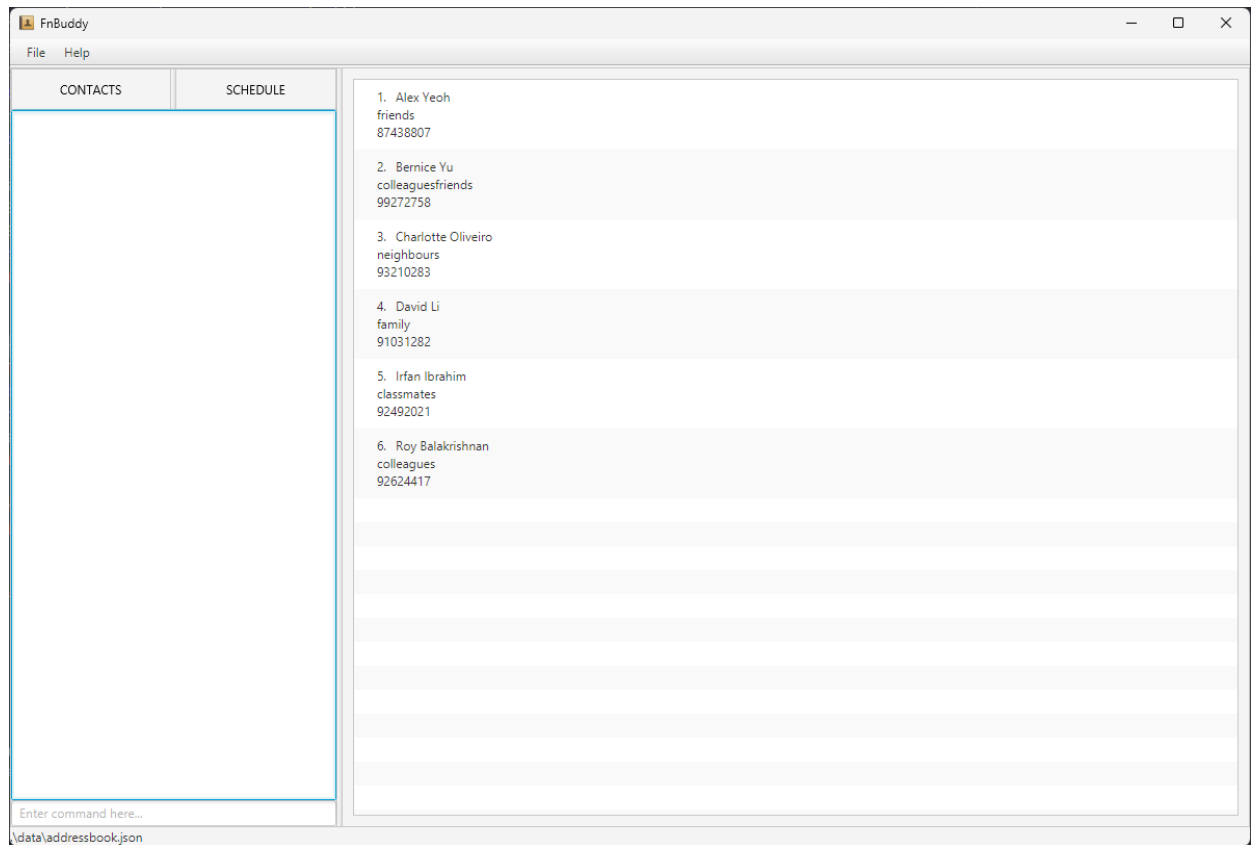 FnBuddy
File Help
CONTACTS SCHEDULE
1. Alex Yeoh
friends
87438807
2. Bernice Yu
colleaguesfriends
99272758
3. Charlotte Oliveiro
neighbours
93210283
4. David Li
family
91031282
5. Irfan Ibrahim
classmates
92492021
6. Roy Balakrishnan
colleagues
92624417
Enter command here...
.\data\addressbook.json